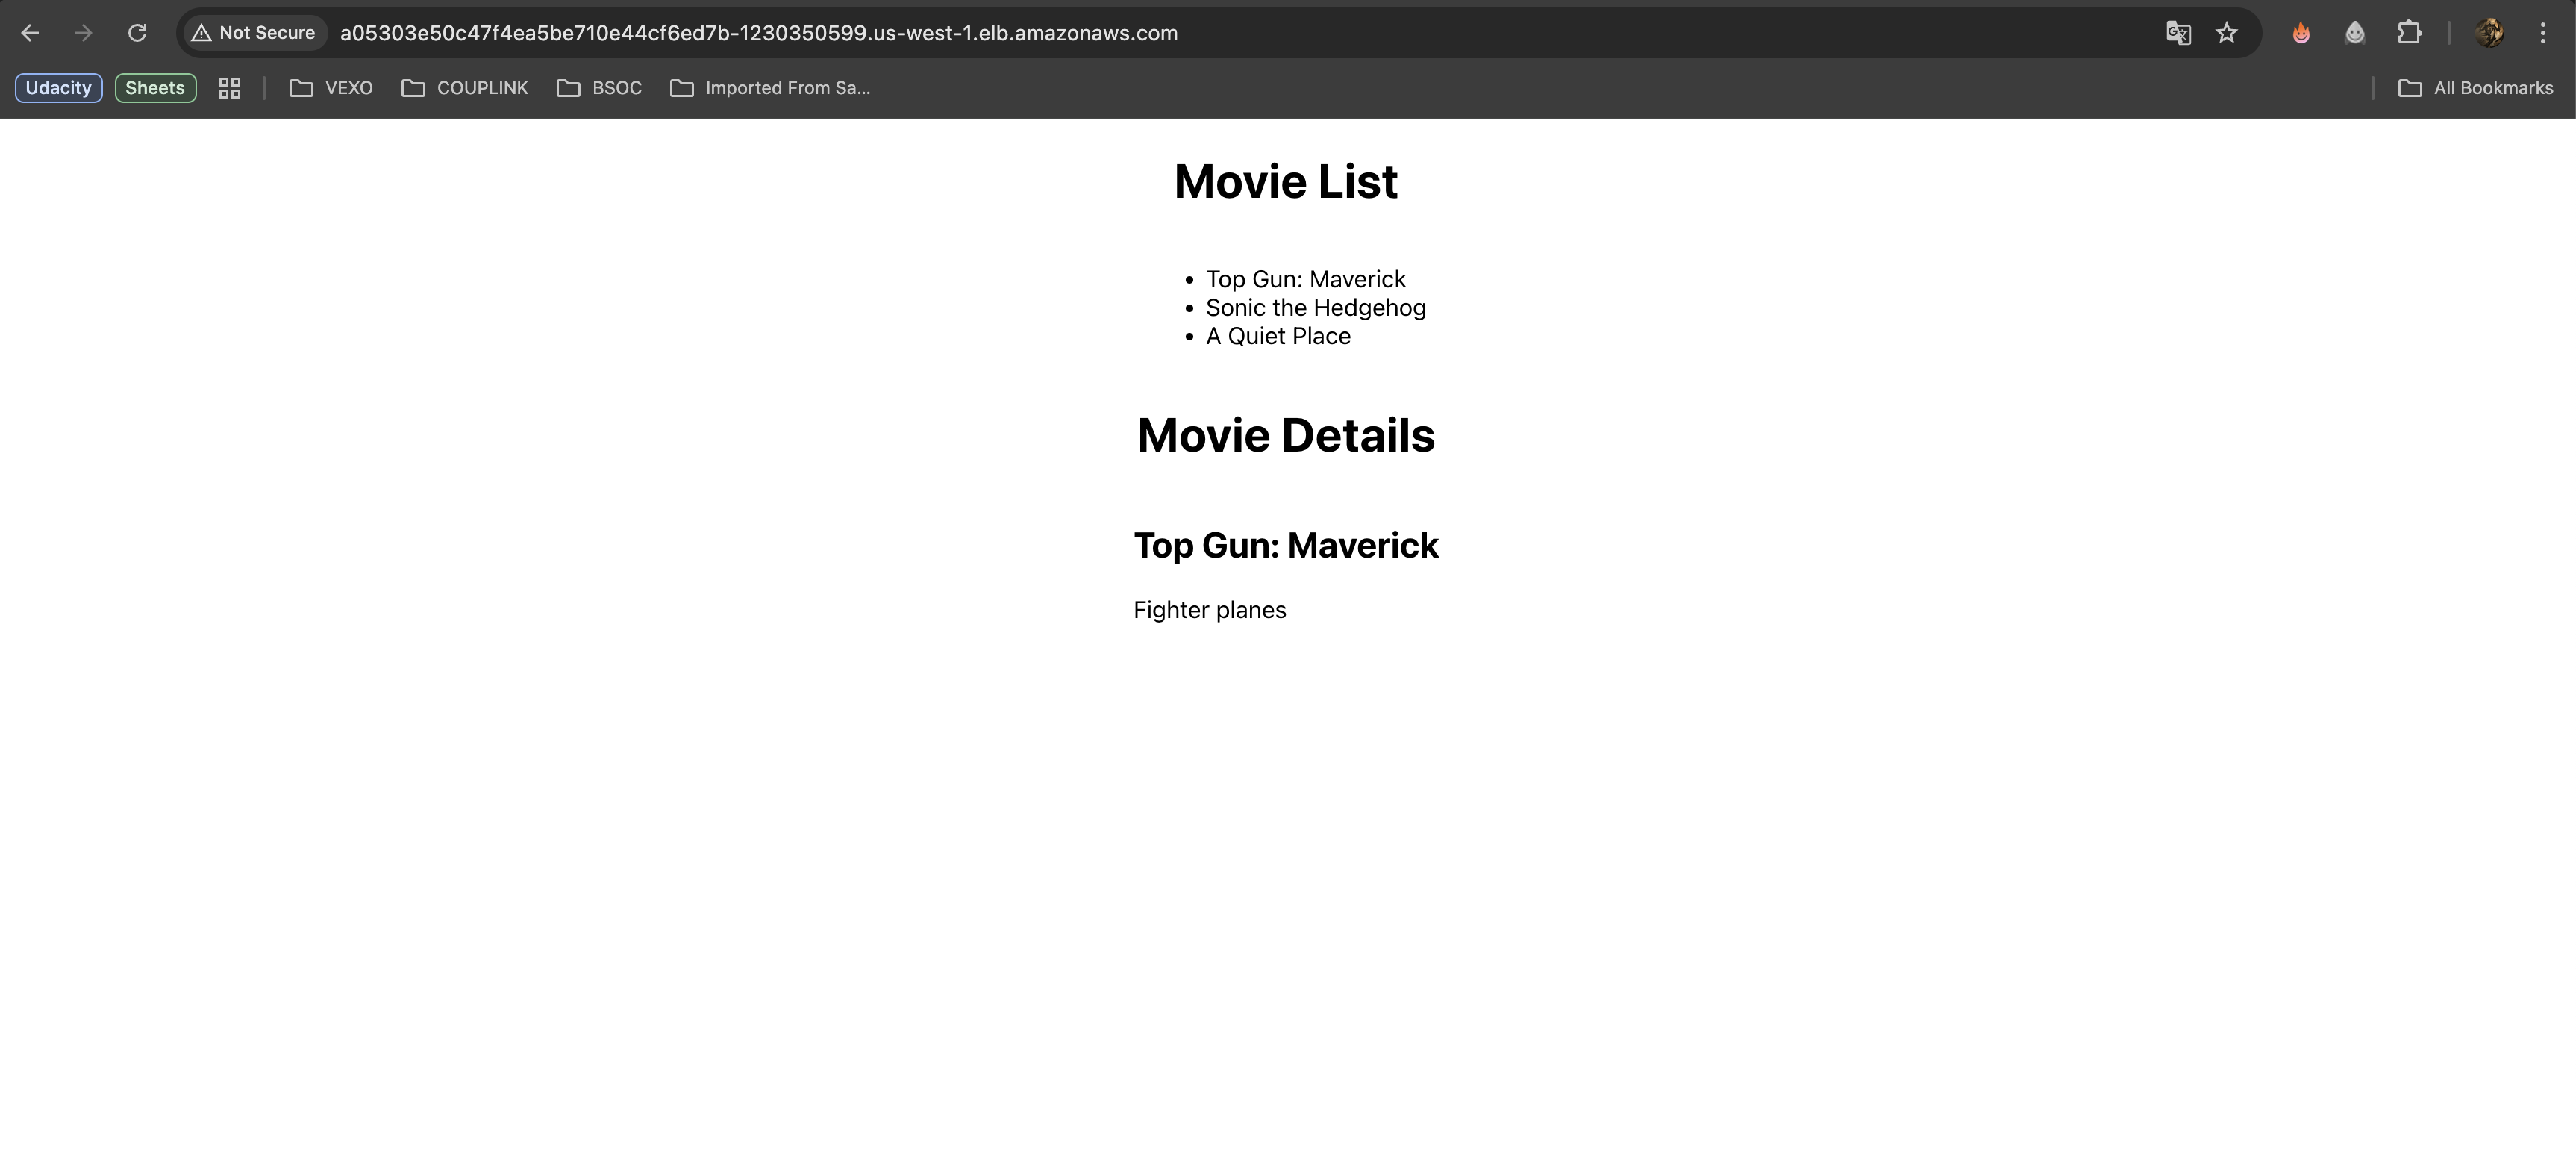 Not Secure a05303e50c47f4ea5be710e44cf6ed7b-1230350599.us-west-1.elb.amazonaws.com
Udacity Sheets VEXO COUPLINK BSOC Imported From Sa... All Bookmarks
Movie List
Top Gun: Maverick
Sonic the Hedgehog
A Quiet Place
Movie Details
Top Gun: Maverick
Fighter planes